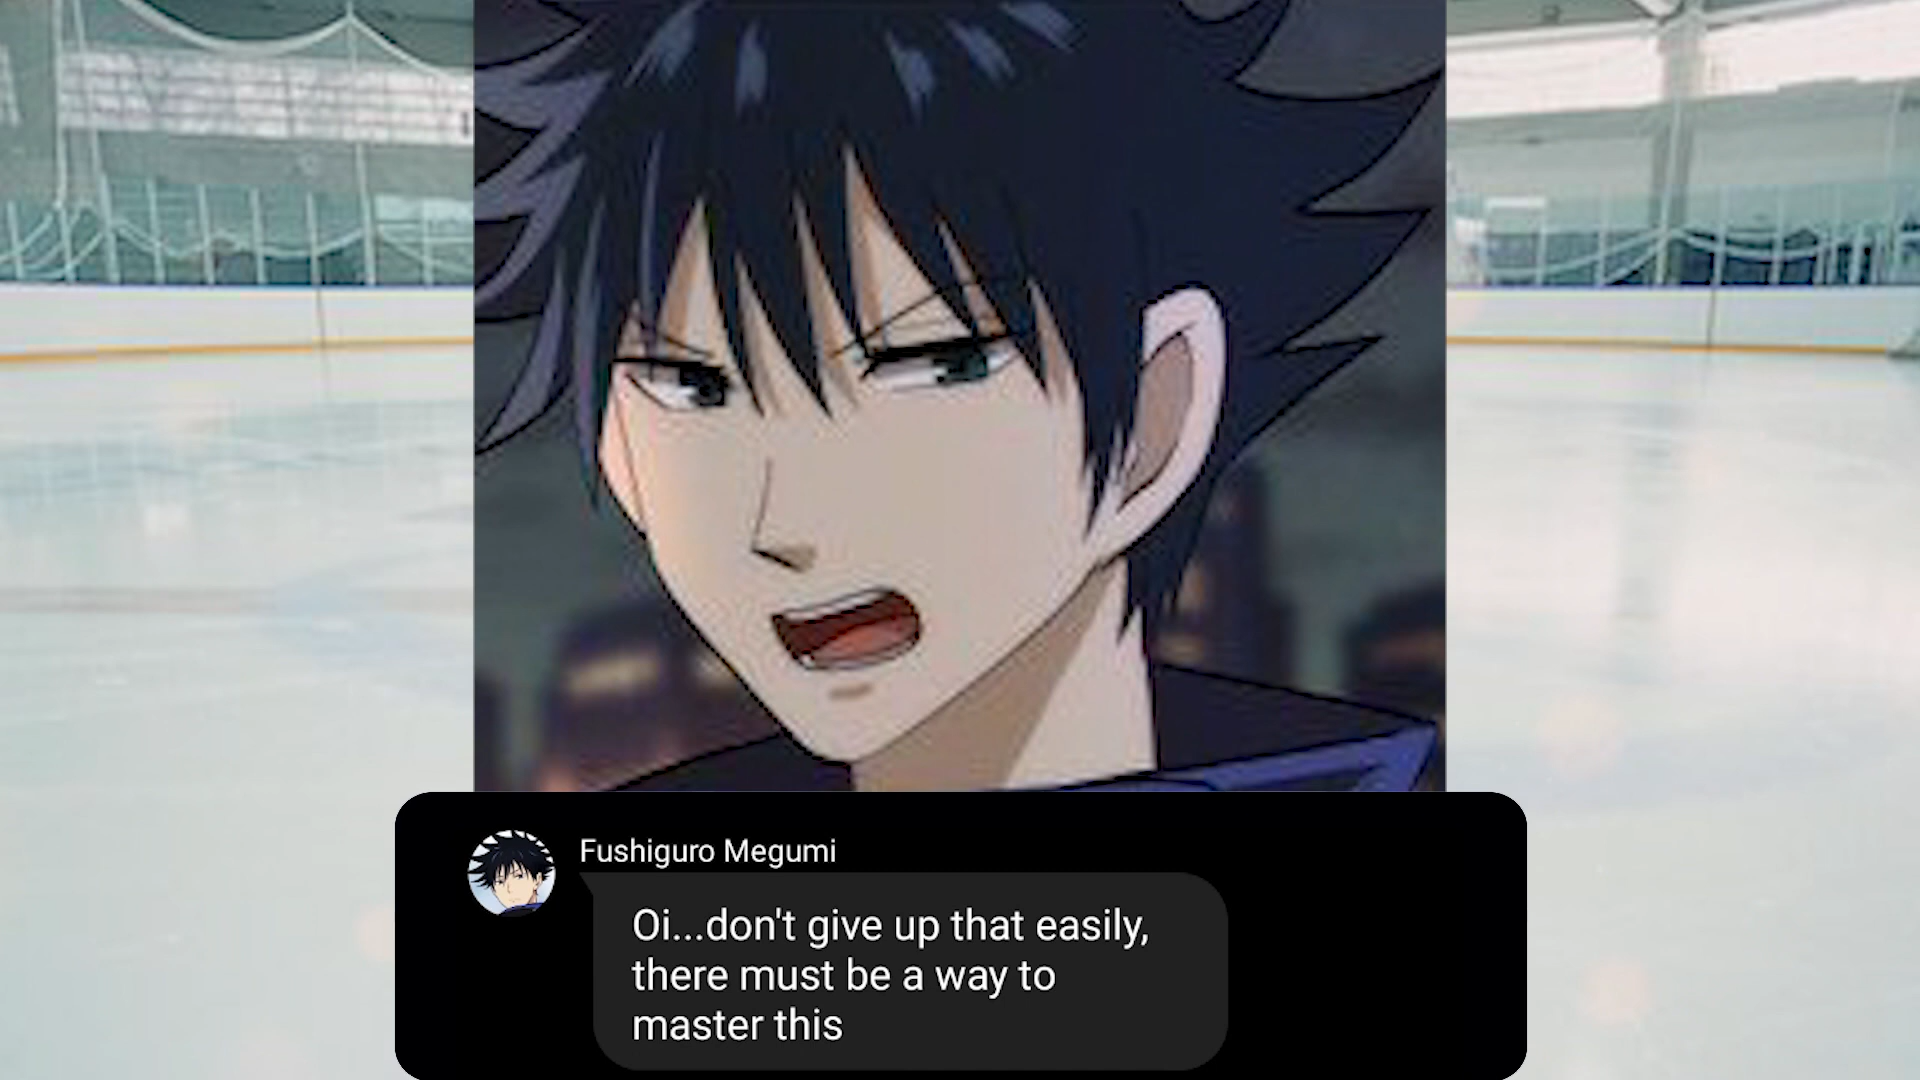 Fushiguro Megumi
Oi...don't give up that easily,
there must be a way to
master this